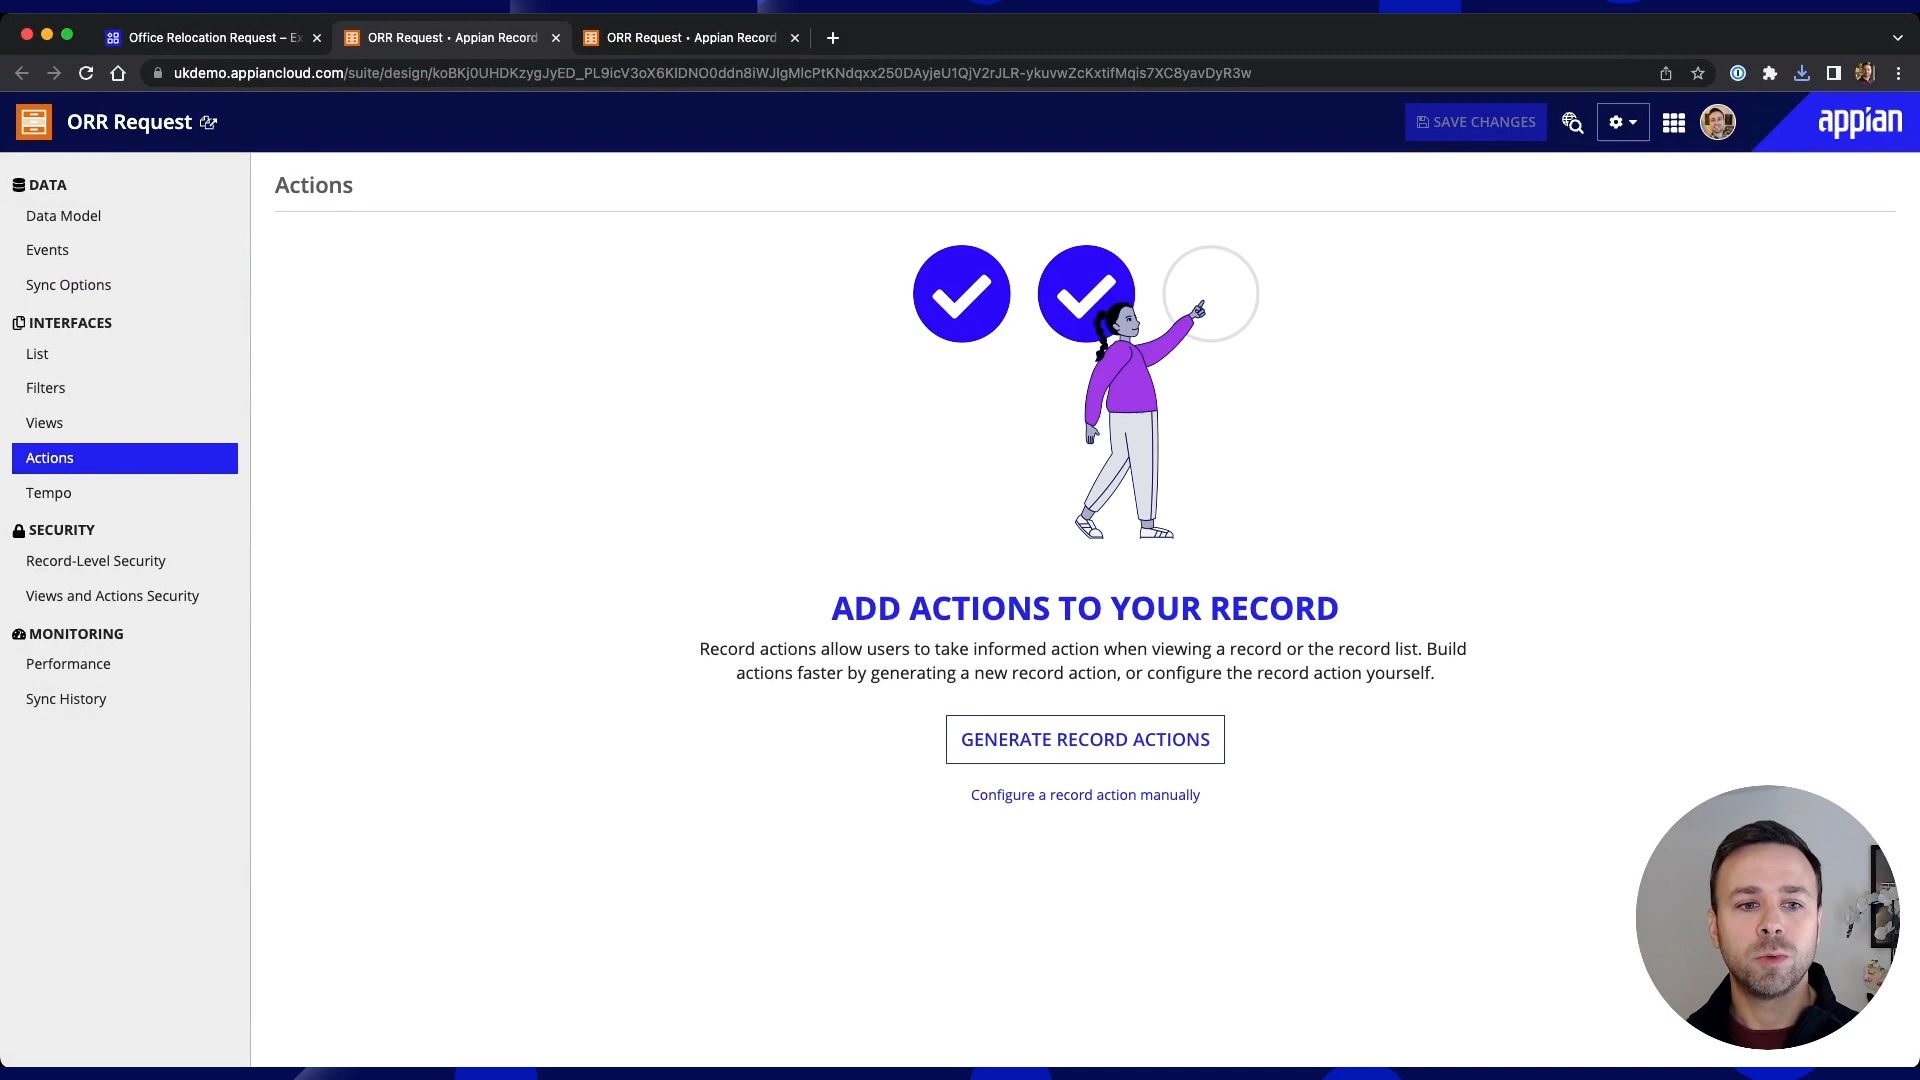 Office Relocation Request – Ex
ORR Request • Appian Record
ORR Request • Appian Record
ukdemo.appiancloud.com/suite/design/koBKj0UHDKzygJyED_PL9icV3oX6KIDNO0ddn8iWJlgMlcPtKNdqxx250DAyjeU1QjV2rJLR-ykuvwZcKxtifMqis7XC8yavDyR3w
ORR Request
SAVE CHANGES
appian
DATA
Data Model
Events
Sync Options
INTERFACES
List
Filters
Views
Actions
Tempo
SECURITY
Record-Level Security
Views and Actions Security
MONITORING
Performance
Sync History
Actions
ADD ACTIONS TO YOUR RECORD
Record actions allow users to take informed action when viewing a record or the record list. Build
actions faster by generating a new record action, or configure the record action yourself.
GENERATE RECORD ACTIONS
Configure a record action manually